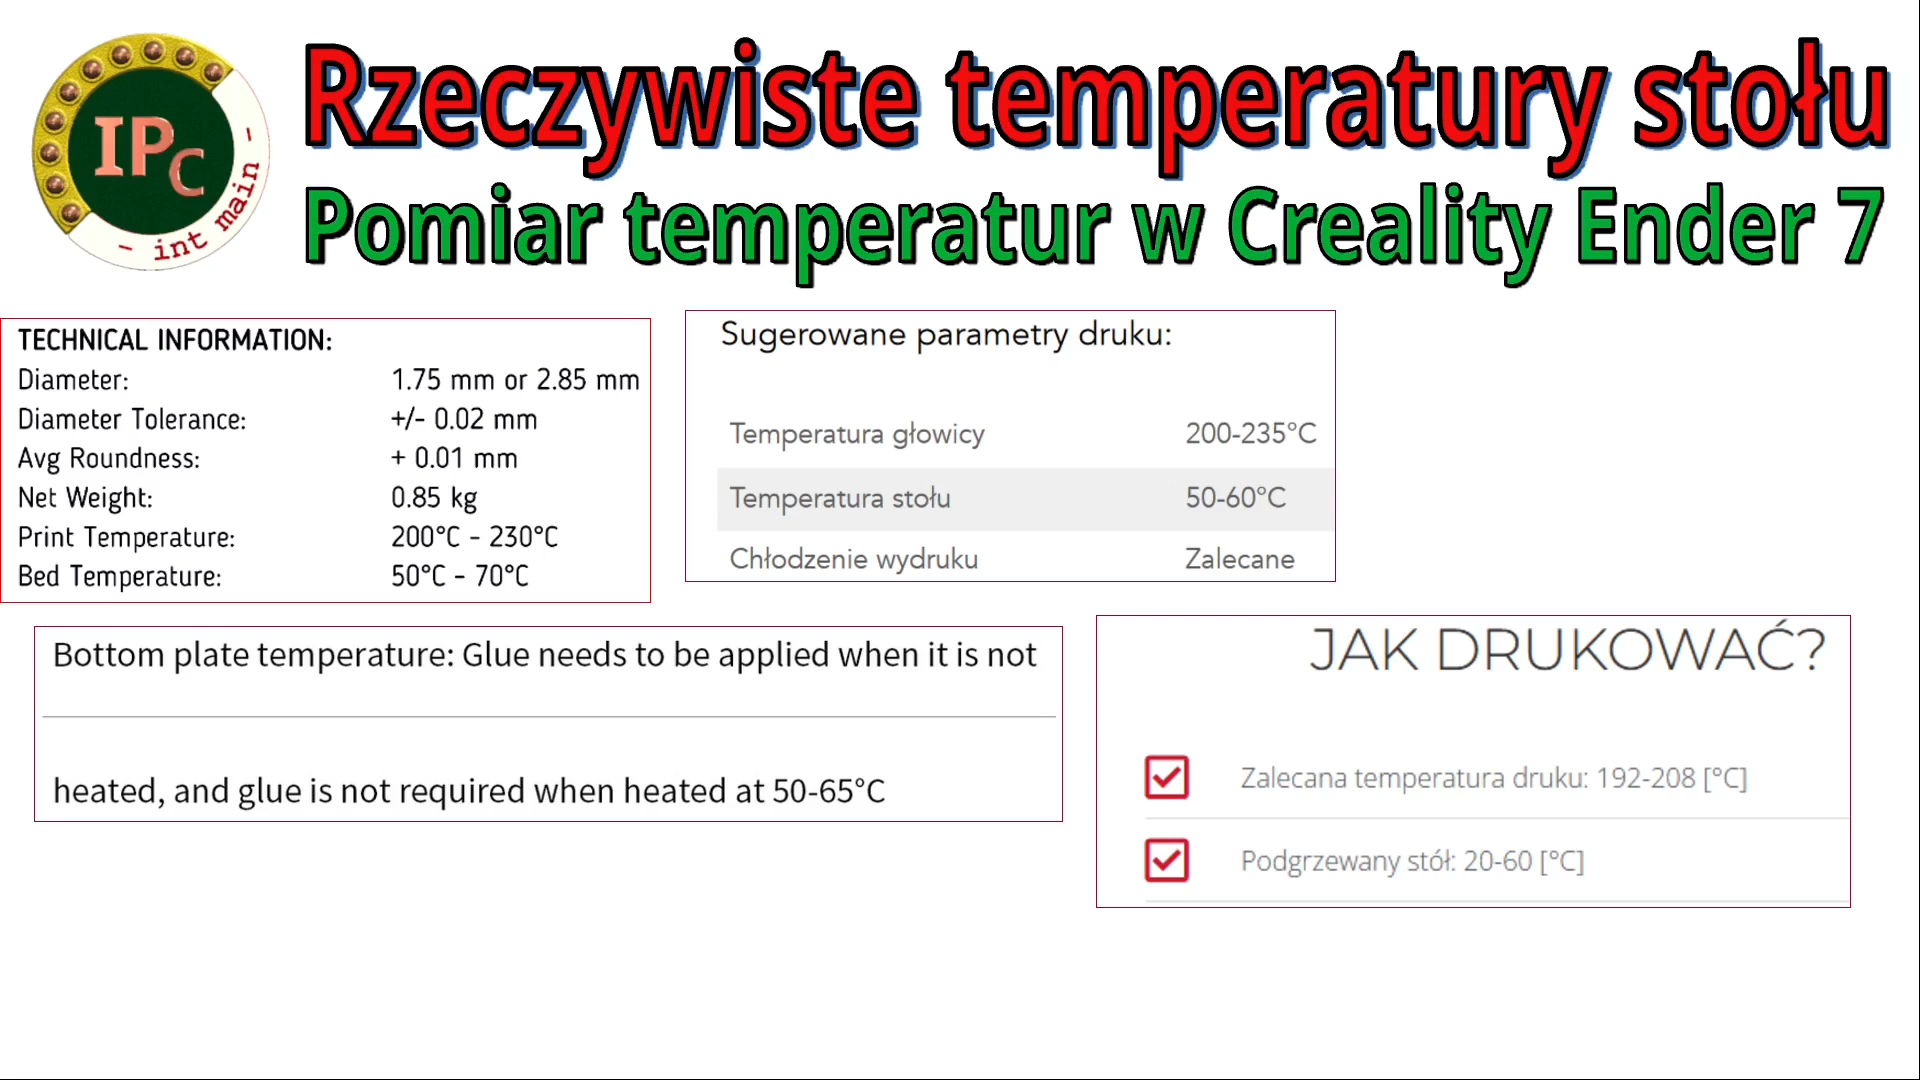 IPC
- int main -
Rzeczywiste temperatury stołu
Pomiar temperatur w Creality Ender 7
TECHNICAL INFORMATION:
Diameter: 1.75 mm or 2.85 mm
Diameter Tolerance: +/- 0.02 mm
Avg Roundness: + 0.01 mm
Net Weight: 0.85 kg
Print Temperature: 200°C - 230°C
Bed Temperature: 50°C - 70°C
Sugerowane parametry druku:
Temperatura głowicy 200-235°C
Temperatura stołu 50-60°C
Chłodzenie wydruku Zalecane
Bottom plate temperature: Glue needs to be applied when it is not
heated, and glue is not required when heated at 50-65°C
JAK DRUKOWAĆ?
Zalecana temperatura druku: 192-208 [°C]
Podgrzewany stół: 20-60 [°C]